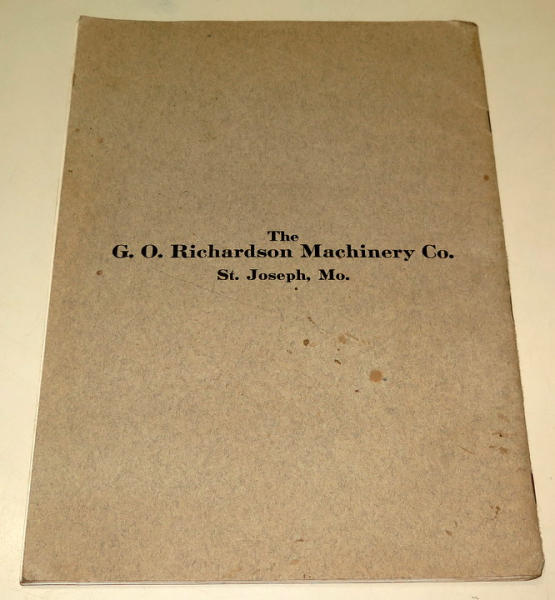 The
G. O. Richardson Machinery Co.
St. Joseph, Mo.